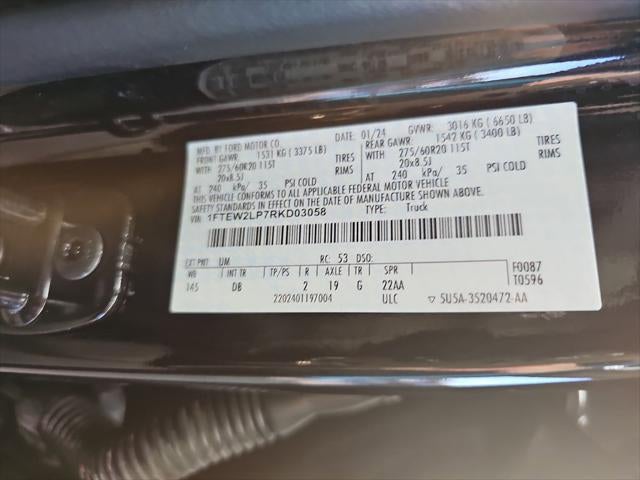 MFD. BY FORD MOTOR CO. DATE: 01/24 GVWR: 3016 KG ( 6650 LB)
FRONT GAWR: 1531 KG ( 3375 LB) REAR GAWR: 1542 KG ( 3400 LB)
WITH 275/60R20 115T TIRES WITH 275/60R20 115T TIRES
20x8.5J RIMS 20x8.5J RIMS
AT 240 kPa/ 35 PSI COLD AT 240 kPa/ 35 PSI COLD
THIS VEHICLE CONFORMS TO ALL APPLICABLE FEDERAL MOTOR VEHICLE
SAFETY AND THEFT PREVENTION STANDARDS IN EFFECT ON THE DATE OF MANUFACTURE SHOWN ABOVE.
VIN: 1FTEW2LP7RKD03058 TYPE: Truck
EXT PNT: UM RC: 53 DSO:
WB INT TR TP/PS R AXLE TR SPR
145 DB 2 19 G 22AA
2202401197004 ULC
F0087
T0596
▽ 5U5A-3520472-AA